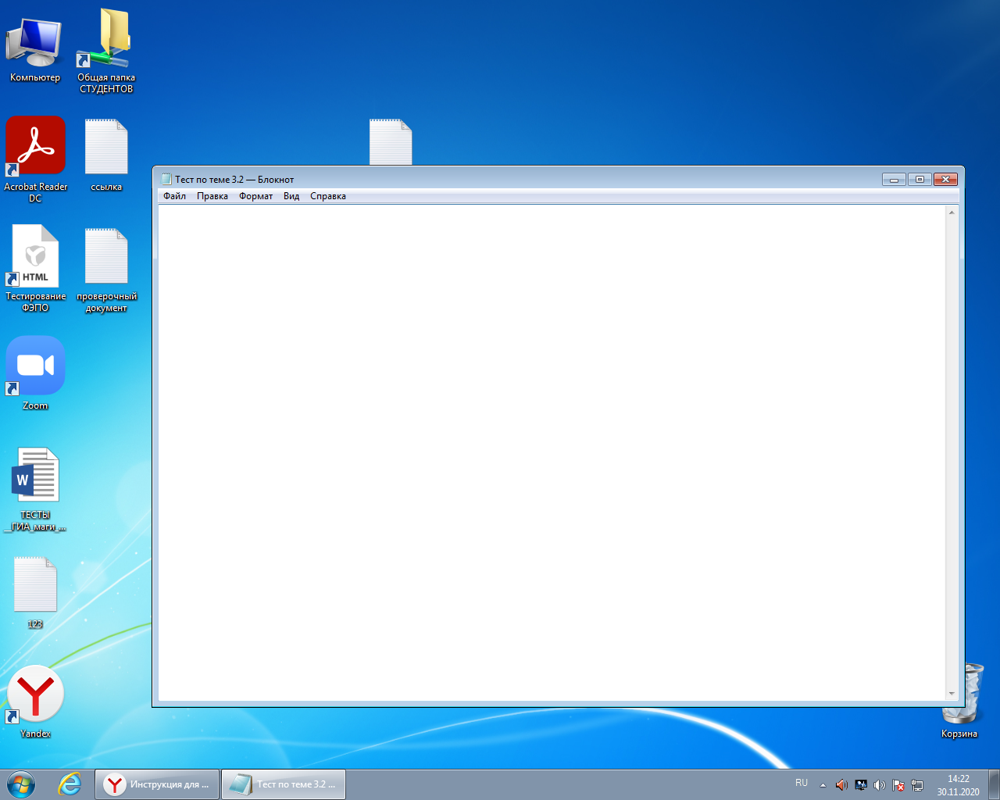 Компьютер
Общая папка
СТУДЕНТОВ
Acrobat Reader
DC
ссылка
HTML
Тестирование
ФЭПО
проверочный
документ
Zoom
W
ТЕСТЫ
__ГИА_маги_...
123
Yandex
Тест по теме 3.2 — Блокнот
Файл Правка Формат Вид Справка
Корзина
Инструкция для ...
Тест по теме 3.2 ...
RU
14:22
30.11.2020